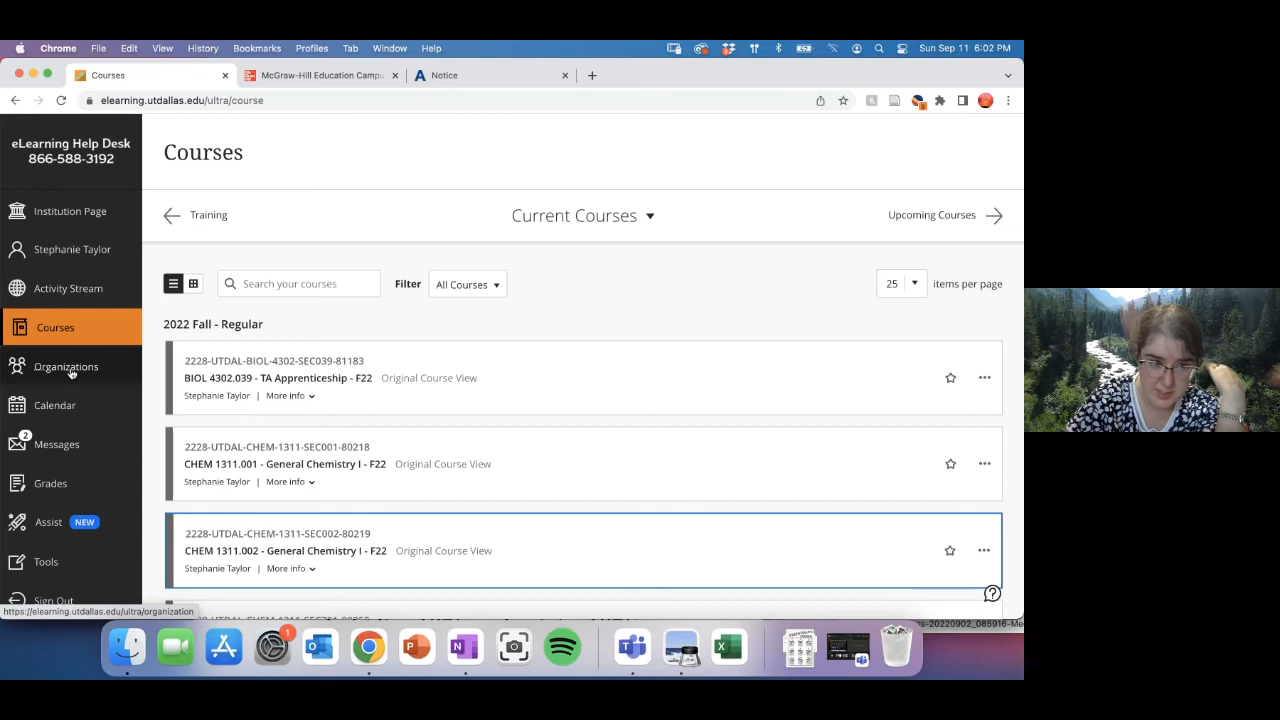 Chrome File Edit View History Bookmarks Profiles Tab Window Help Sun Sep 11 6:02 PM
Courses McGraw-Hill Education Campu Notice
elearning.utdallas.edu/ultra/course
eLearning Help Desk
866-588-3192
Institution Page
Stephanie Taylor
Activity Stream
Courses
Organizations
Calendar
2
Messages
Grades
Assist NEW
Tools
Sign Out
https://elearning.utdallas.edu/ultra/organization
Courses
Training Current Courses Upcoming Courses
Search your courses Filter All Courses 25 items per page
2022 Fall - Regular
2228-UTDAL-BIOL-4302-SEC039-81183
BIOL 4302.039 - TA Apprenticeship - F22 Original Course View
Stephanie Taylor | More info
2228-UTDAL-CHEM-1311-SEC001-80218
CHEM 1311.001 - General Chemistry I - F22 Original Course View
Stephanie Taylor | More info
2228-UTDAL-CHEM-1311-SEC002-80219
CHEM 1311.002 - General Chemistry I - F22 Original Course View
Stephanie Taylor | More info
1